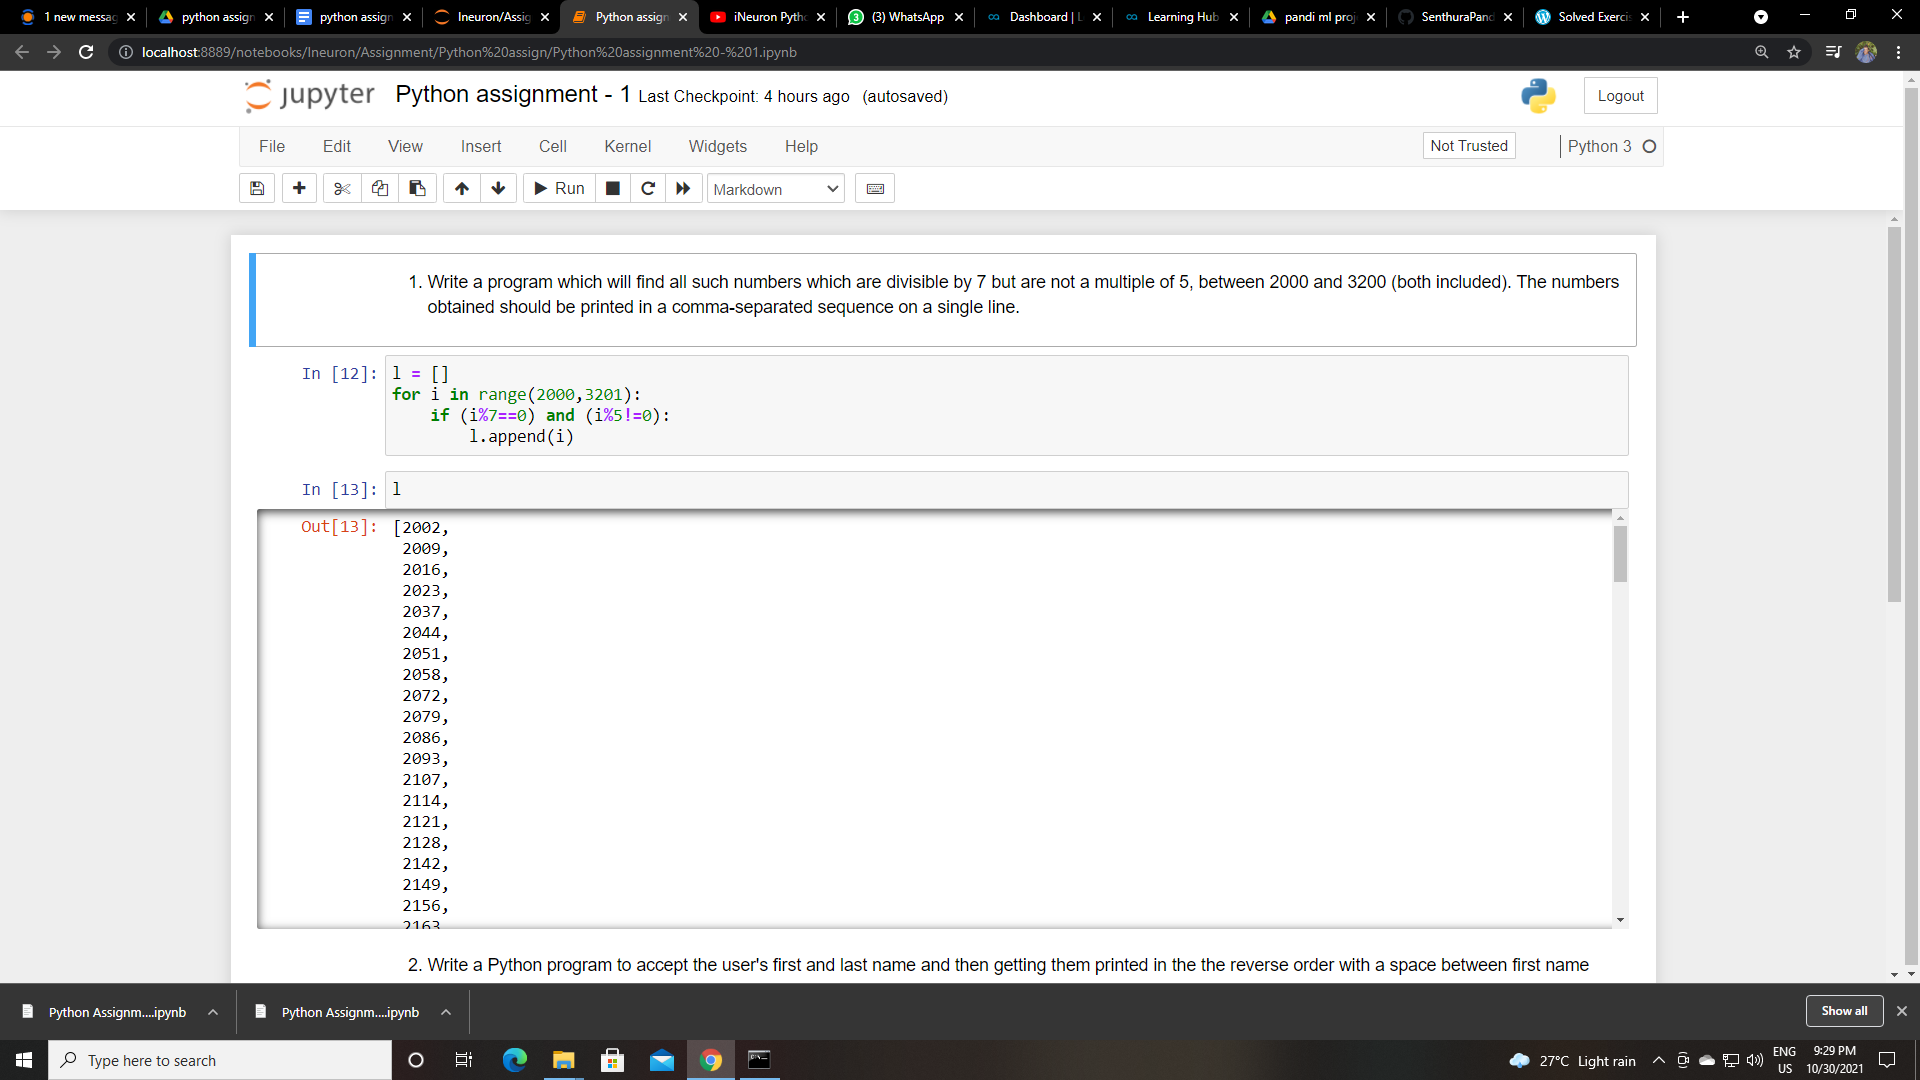 1 new messag
python assign
python assign
Ineuron/Assig
Python assign
iNeuron Pytho
(3) WhatsApp
Dashboard | L
Learning Hub
pandi ml proj
SenthuraPand
Solved Exercis
localhost:8889/notebooks/Ineuron/Assignment/Python%20assign/Python%20assignment%20-%201.ipynb
jupyter Python assignment - 1 Last Checkpoint: 4 hours ago (autosaved)
Logout
File Edit View Insert Cell Kernel Widgets Help
Not Trusted
Python 3
Run
Markdown
1. Write a program which will find all such numbers which are divisible by 7 but are not a multiple of 5, between 2000 and 3200 (both included). The numbers
obtained should be printed in a comma-separated sequence on a single line.
In [12]: l = []
for i in range(2000,3201):
if (i%7==0) and (i%5!=0):
l.append(i)
In [13]: l
Out[13]: [2002,
2009,
2016,
2023,
2037,
2044,
2051,
2058,
2072,
2079,
2086,
2093,
2107,
2114,
2121,
2128,
2142,
2149,
2156,
2163
2. Write a Python program to accept the user's first and last name and then getting them printed in the the reverse order with a space between first name
Python Assignm....ipynb
Python Assignm....ipynb
Show all
Type here to search
27°C Light rain
ENG
US
9:29 PM
10/30/2021